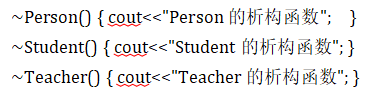 ~Person() { cout<<"Person 的析构函数"; }
~Student() { cout<<"Student 的析构函数"; }
~Teacher() { cout<<"Teacher 的析构函数"; }